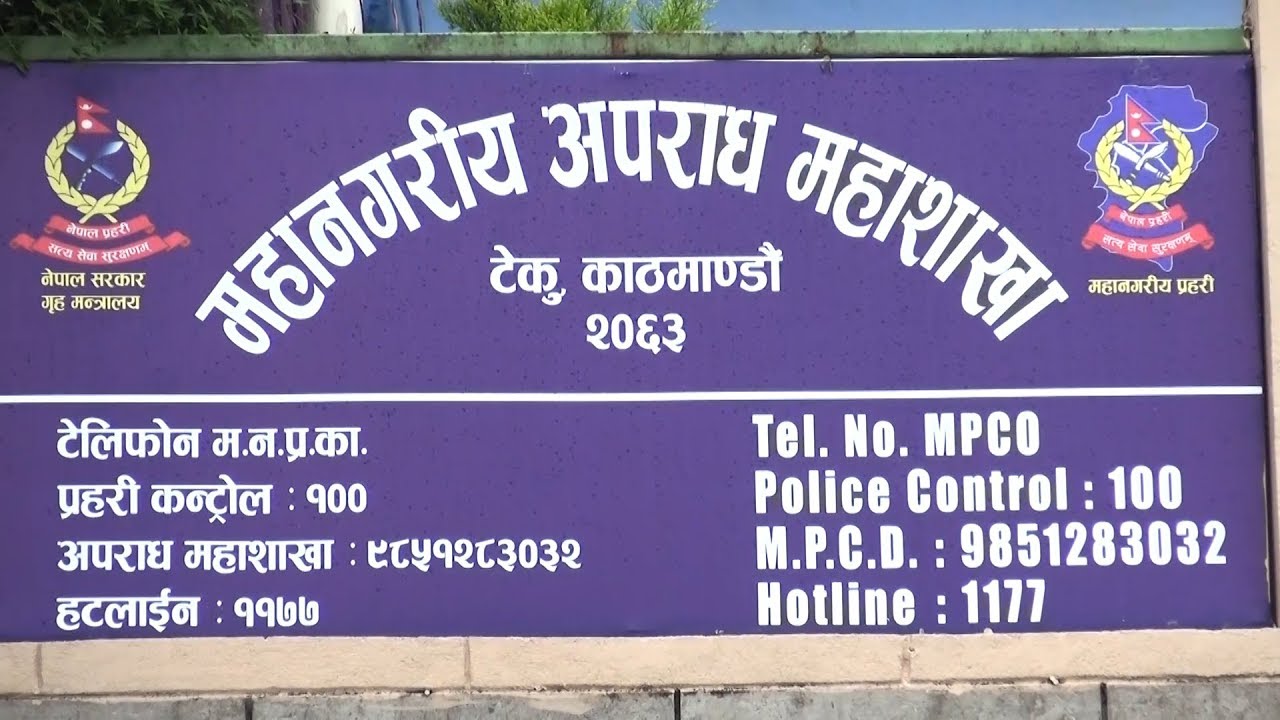 महानगरीय अपराध महाशाखा
टेकु, काठमाण्डौं
२०६३
नेपाल प्रहरी
सत्य सेवा सुरक्षणम्
नेपाल सरकार
गृह मन्त्रालय
नेपाल प्रहरी
सत्य सेवा सुरक्षणम्
महानगरीय प्रहरी
टेलिफोन म.न.प्र.का.
प्रहरी कन्ट्रोल : १००
अपराध महाशाखा : ९८५१२८३०३२
हटलाईन : ११७७
Tel. No. MPCO
Police Control : 100
M.P.C.D. : 9851283032
Hotline : 1177